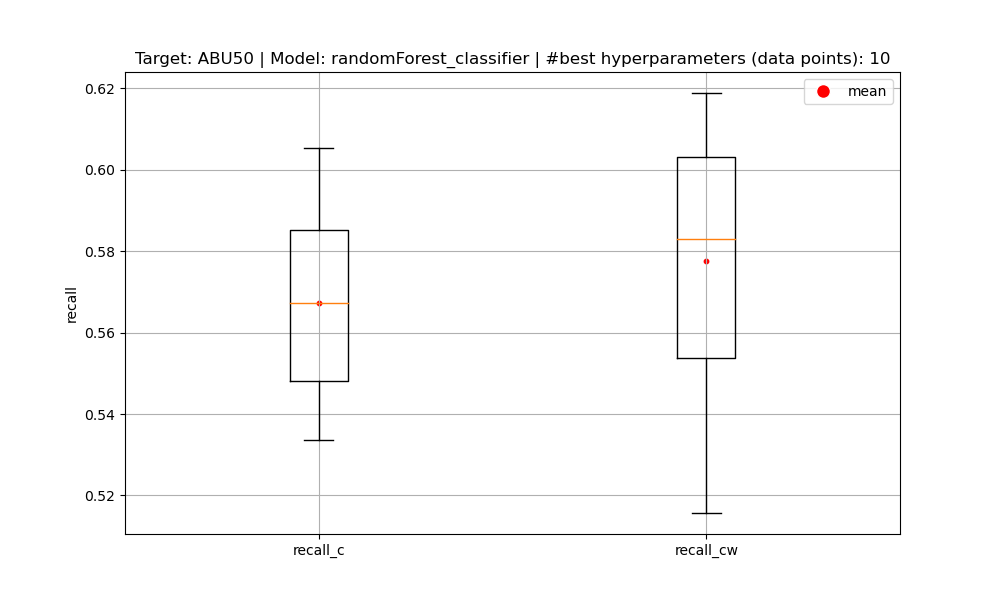 Target: ABU50 | Model: randomForest_classifier | #best hyperparameters (data points): 10
mean
0.62
0.60
0.58
0.56
0.54
0.52
recall
recall_c
recall_cw